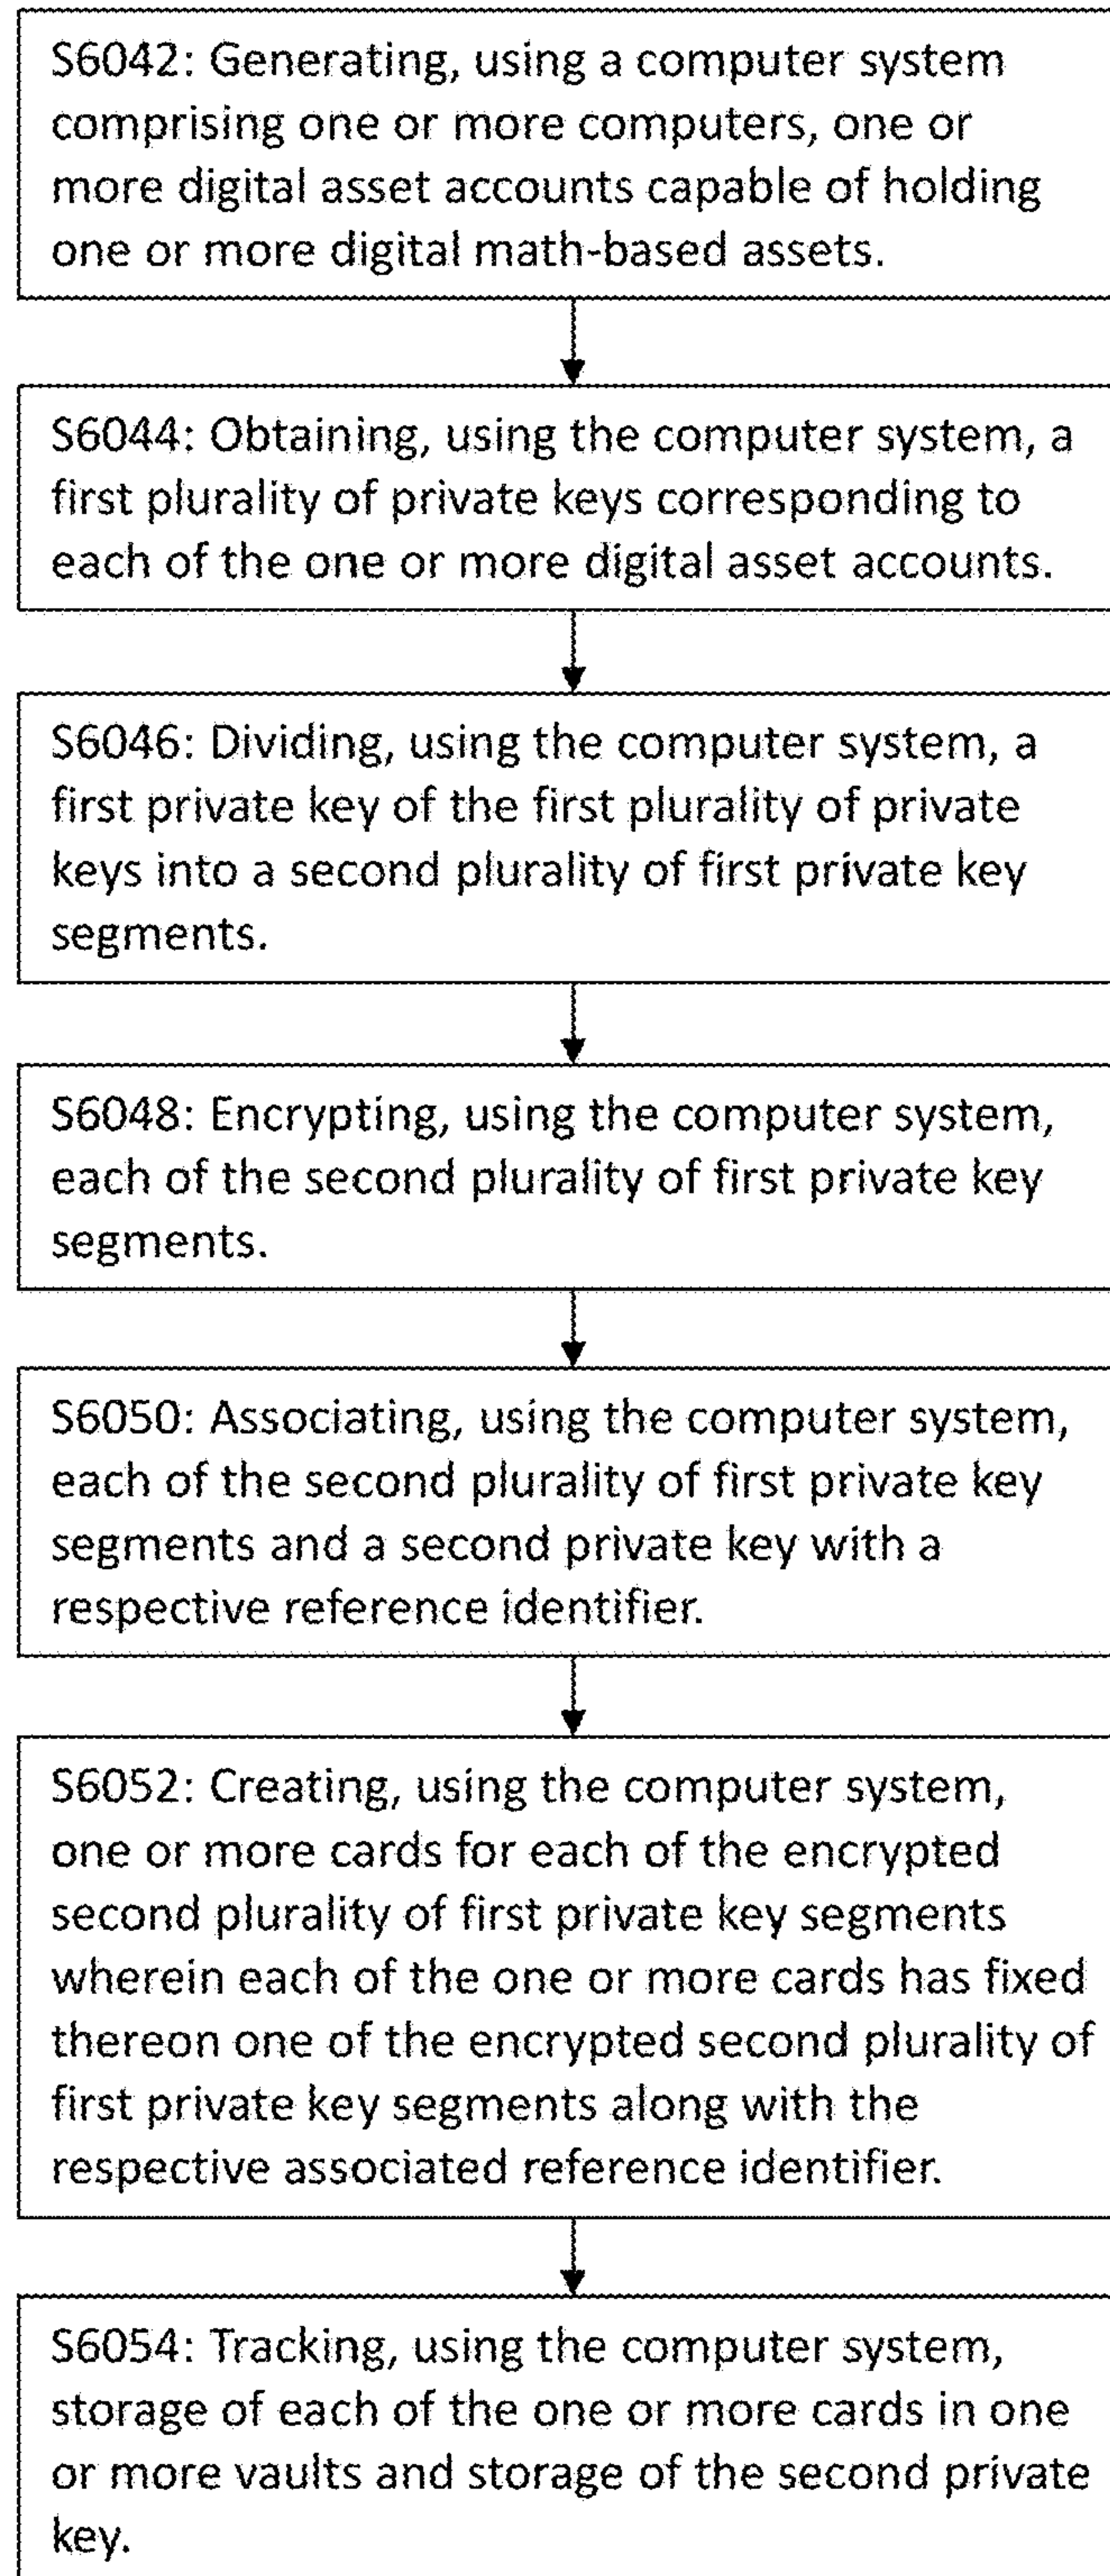 S6042: Generating, using a computer system
comprising one or more computers, one or
more digital asset accounts capable of holding
one or more digital math-based assets.
S6044: Obtaining, using the computer system, a
first plurality of private keys corresponding to
each of the one or more digital asset accounts.
S6046: Dividing, using the computer system, a
first private key of the first plurality of private
keys into a second plurality of first private key
segments.
S6048: Encrypting, using the computer system,
each of the second plurality of first private key
segments.
S6050: Associating, using the computer system,
each of the second plurality of first private key
segments and a second private key with a
respective reference identifier.
S6052: Creating, using the computer system,
one or more cards for each of the encrypted
second plurality of first private key segments
wherein each of the one or more cards has fixed
thereon one of the encrypted second plurality of
first private key segments along with the
respective associated reference identifier.
S6054: Tracking, using the computer system,
storage of each of the one or more cards in one
or more vaults and storage of the second private
key.